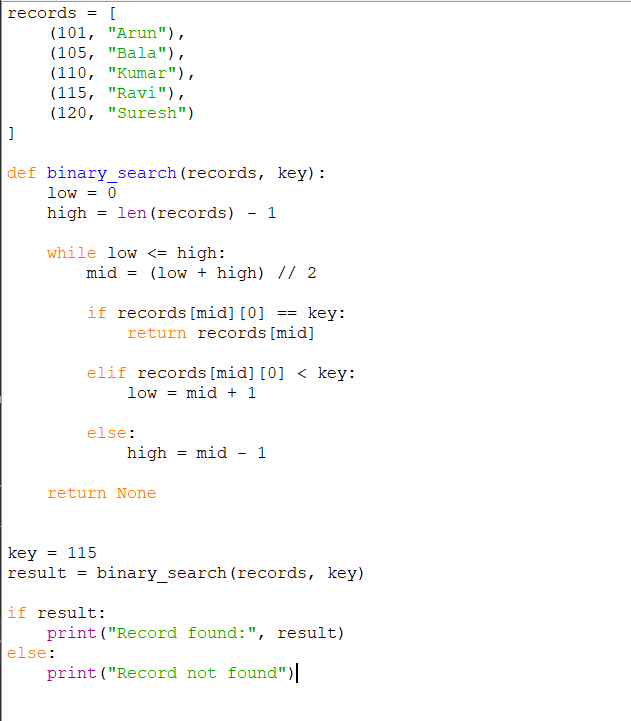 records = [
    (101, "Arun"),
    (105, "Bala"),
    (110, "Kumar"),
    (115, "Ravi"),
    (120, "Suresh")
]
def binary_search(records, key):
    low = 0
    high = len(records) - 1
    while low <= high:
        mid = (low + high) // 2
        if records[mid][0] == key:
            return records[mid]
        elif records[mid][0] < key:
            low = mid + 1
        else:
            high = mid - 1
    return None
key = 115
result = binary_search(records, key)
if result:
    print("Record found:", result)
else:
    print("Record not found")